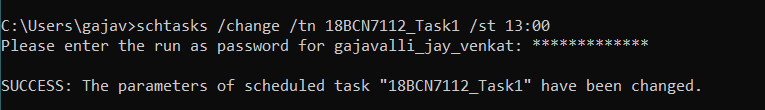 C:\Users\gajav>schtasks /change /tn 18BCN7112_Task1 /st 13:00
Please enter the run as password for gajavalli_jay_venkat: *************
SUCCESS: The parameters of scheduled task "18BCN7112_Task1" have been changed.